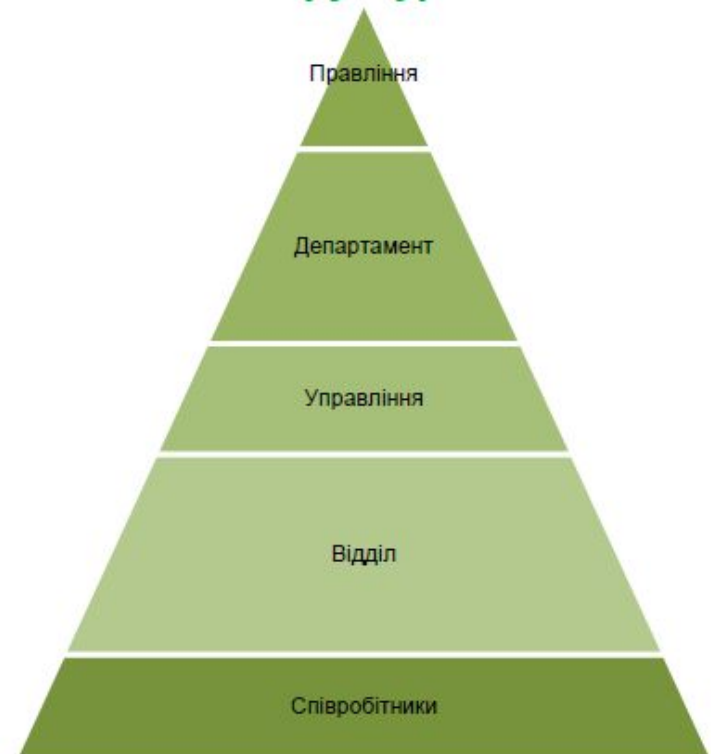 Правління
Департамент
Управління
Відділ
Співробітники